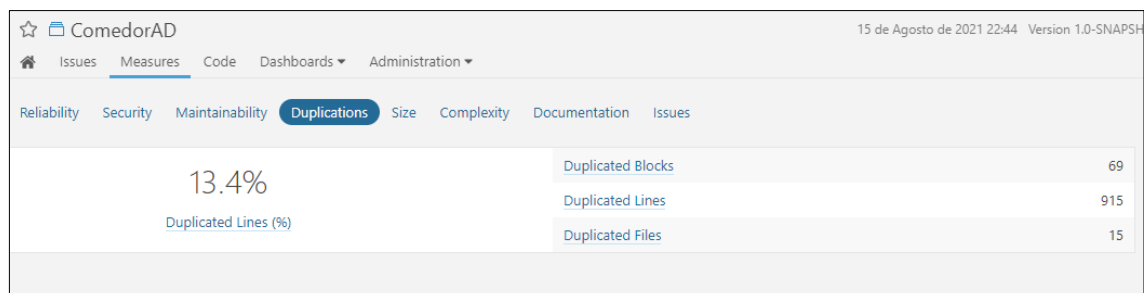 ComedorAD 15 de Agosto de 2021 22:44 Version 1.0-SNAPSH
Issues Measures Code Dashboards Administration
Reliability Security Maintainability Duplications Size Complexity Documentation Issues
13.4%
Duplicated Lines (%)
Duplicated Blocks 69
Duplicated Lines 915
Duplicated Files 15